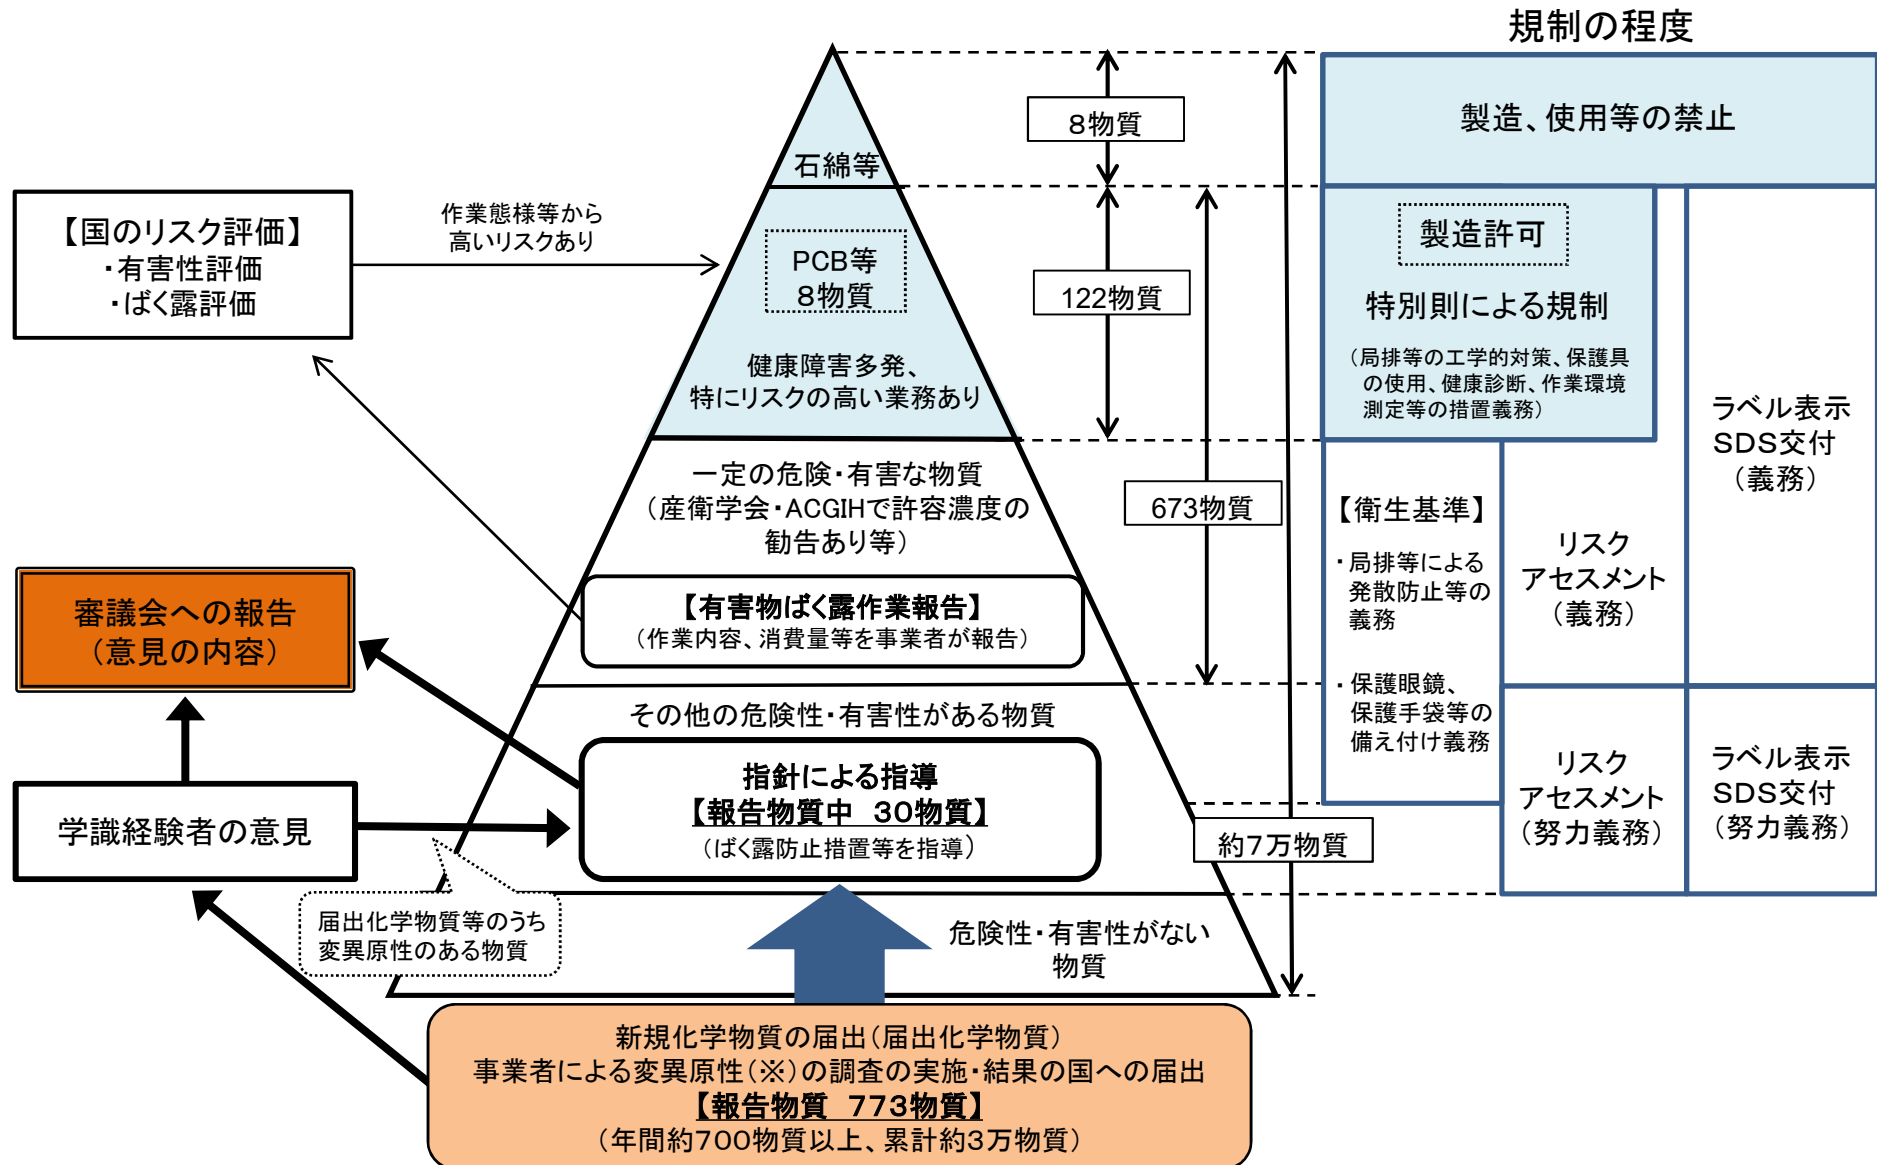 規制の程度
製造、使用等の禁止
8物質
石綿等
【国のリスク評価】
・有害性評価
・ばく露評価
作業態様等から
高いリスクあり
PCB等
8物質
122物質
製造許可
特別則による規制
(局排等の工学的対策、保護具
の使用、健康診断、作業環境
測定等の措置義務)
健康障害多発、
特にリスクの高い業務あり
ラベル表示
SDS交付
(義務)
一定の危険・有害な物質
(産衛学会・ACGIHで許容濃度の
勧告あり等)
673物質
【衛生基準】
・局排等による
発散防止等の
義務
・保護眼鏡、
保護手袋等の
備え付け義務
リスク
アセスメント
(義務)
【有害物ばく露作業報告】
(作業内容、消費量等を事業者が報告)
審議会への報告
(意見の内容)
その他の危険性・有害性がある物質
指針による指導
【報告物質中 30物質】
(ばく露防止措置等を指導)
学識経験者の意見
約7万物質
リスク
アセスメント
(努力義務)
ラベル表示
SDS交付
(努力義務)
届出化学物質等のうち
変異原性のある物質
危険性・有害性がない
物質
新規化学物質の届出(届出化学物質)
事業者による変異原性(※)の調査の実施・結果の国への届出
【報告物質 773物質】
(年間約700物質以上、累計約3万物質)